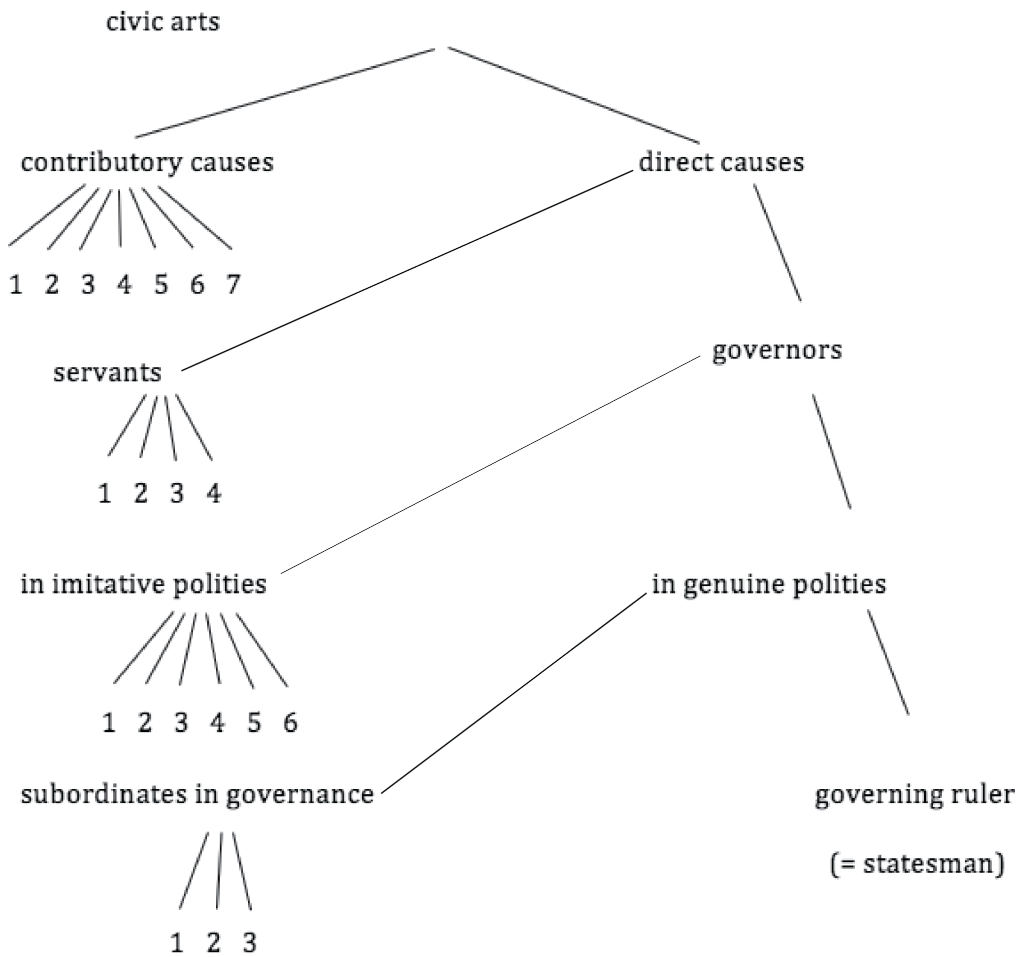 civic arts
contributory causes
direct causes
1 2 3 4 5 6 7
governors
servants
1 2 3 4
in imitative polities
in genuine polities
1 2 3 4 5 6
subordinates in governance
governing ruler
(= statesman)
1 2 3